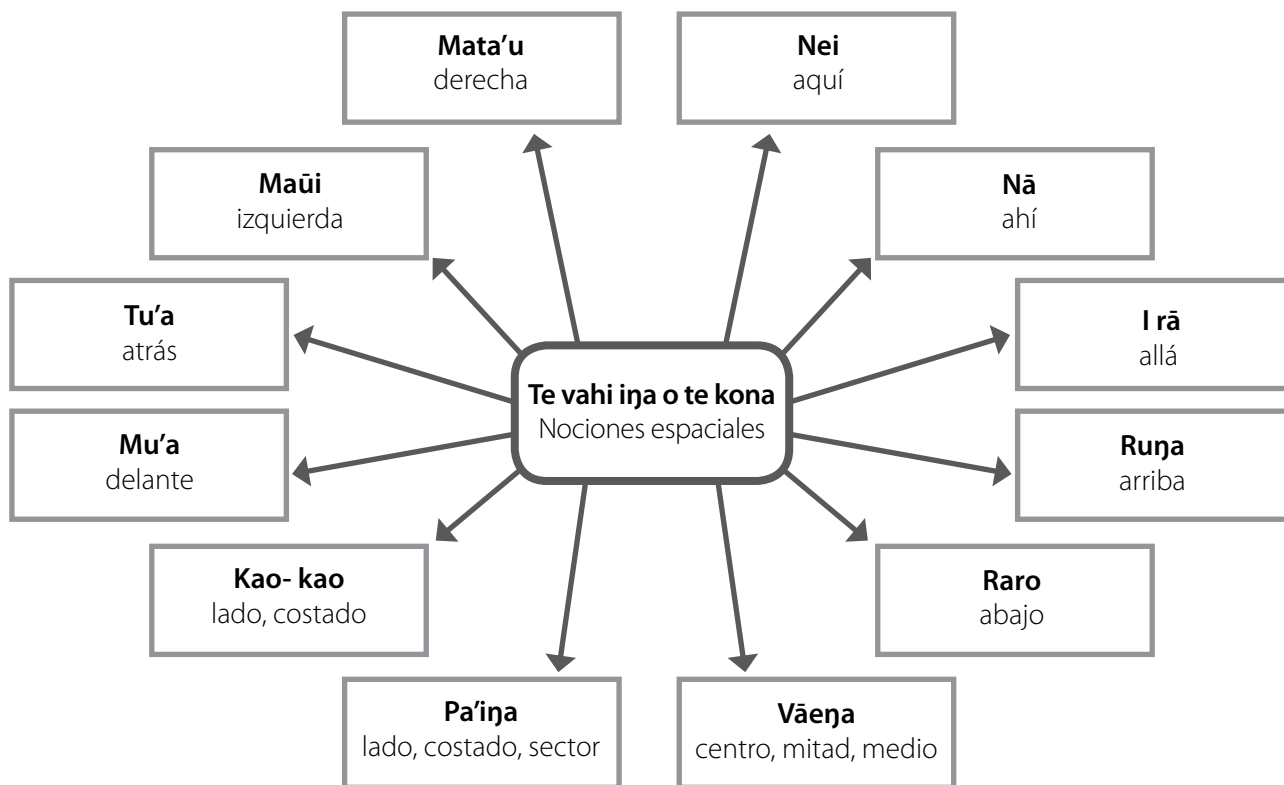 Mata'u
derecha
Nei
aquí
Maūi
izquierda
Nā
ahí
Tu'a
atrás
I rā
allá
Te vahi iŋa o te kona
Nociones espaciales
Mu'a
delante
Ruŋa
arriba
Kao- kao
lado, costado
Raro
abajo
Pa'iŋa
lado, costado, sector
Vāeŋa
centro, mitad, medio